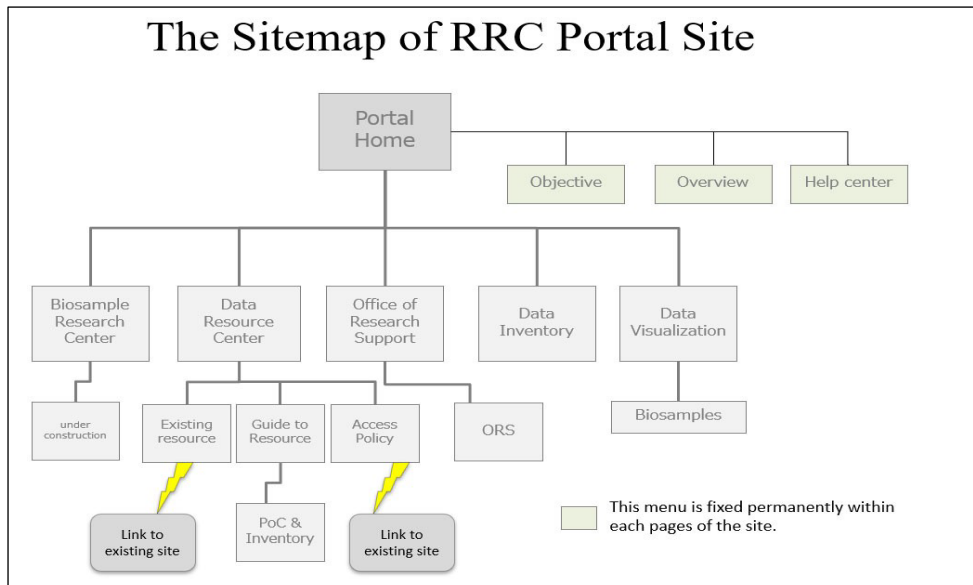 The Sitemap of RRC Portal Site
Portal
Home
Objective
Overview
Help center
Biosample
Research
Center
Data
Resource
Center
Office of
Research
Support
Data
Inventory
Data
Visualization
under
construction
Existing
resource
Guide to
Resource
Access
Policy
ORS
Biosamples
Link to
existing site
PoC &
Inventory
Link to
existing site
This menu is fixed permanently within
each pages of the site.